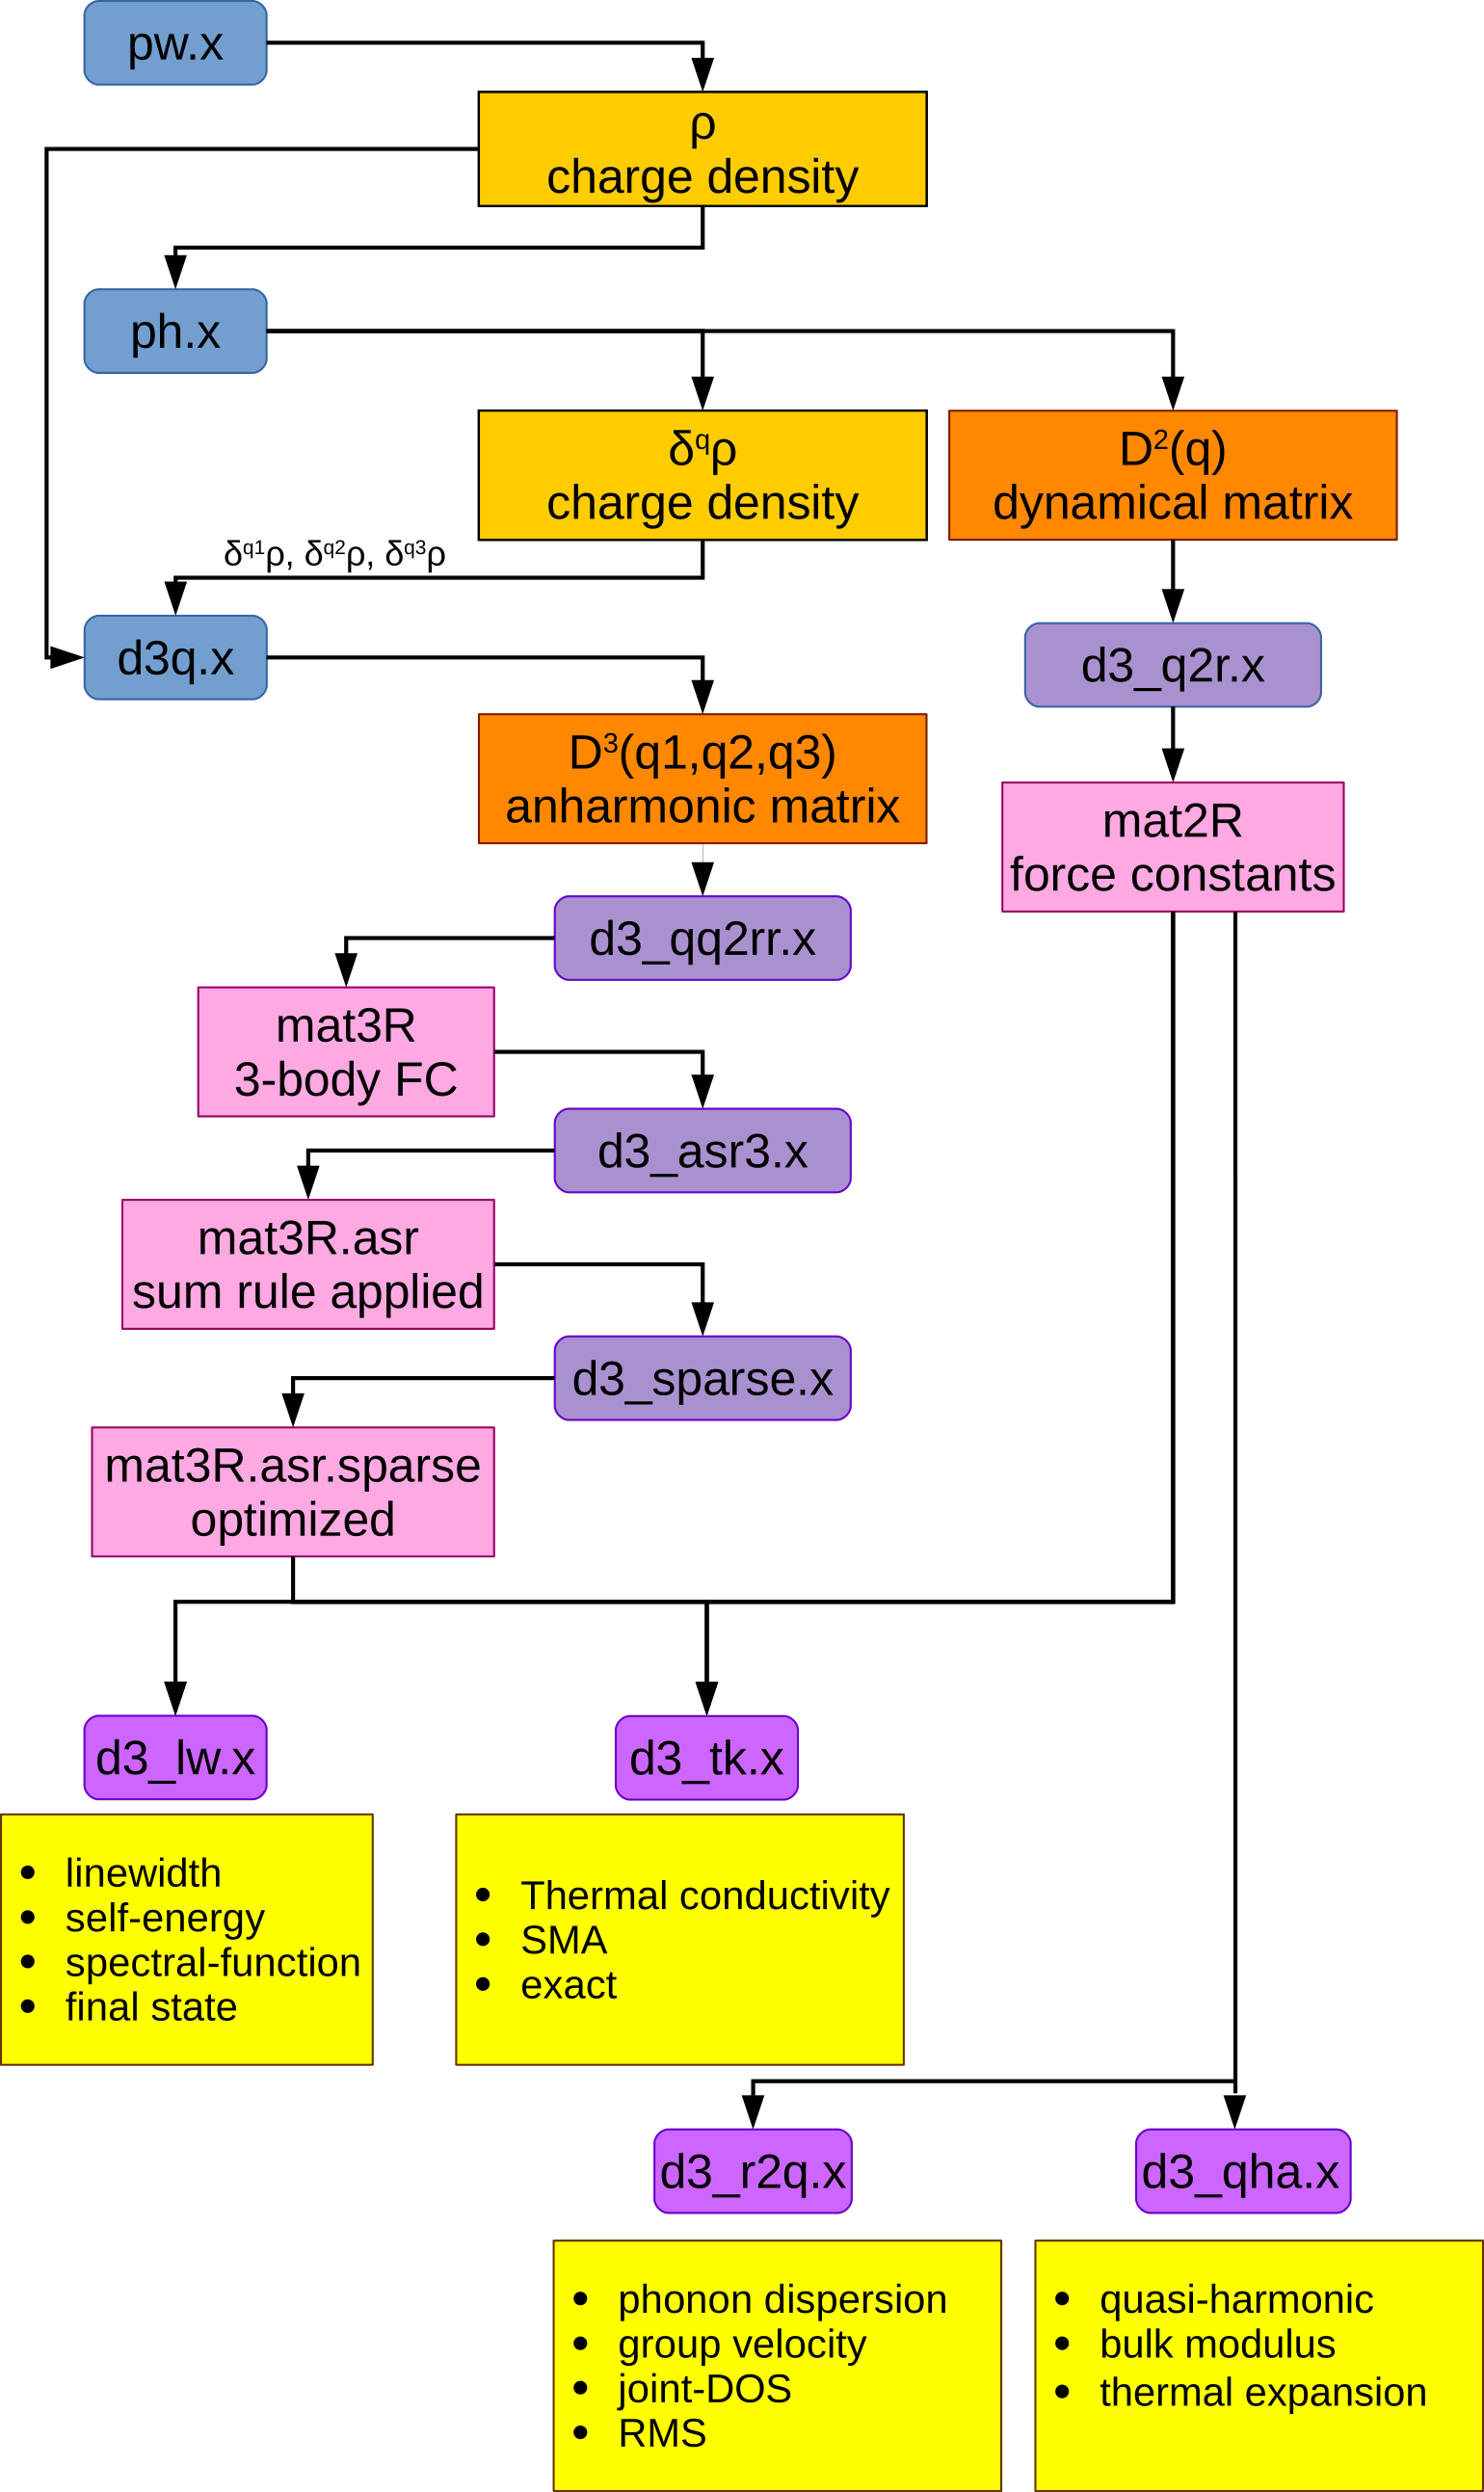 pw.x
ρ
charge density
ph.x
δqρ
charge density
D2(q)
dynamical matrix
δq1ρ, δq2ρ, δq3ρ
d3q.x
d3_q2r.x
D3(q1,q2,q3)
anharmonic matrix
mat2R
force constants
d3_qq2rr.x
mat3R
3-body FC
d3_asr3.x
mat3R.asr
sum rule applied
d3_sparse.x
mat3R.asr.sparse
optimized
d3_lw.x
d3_tk.x
• linewidth
• self-energy
• spectral-function
• final state
• Thermal conductivity
• SMA
• exact
d3_r2q.x
d3_qha.x
• phonon dispersion
• group velocity
• joint-DOS
• RMS
• quasi-harmonic
• bulk modulus
• thermal expansion